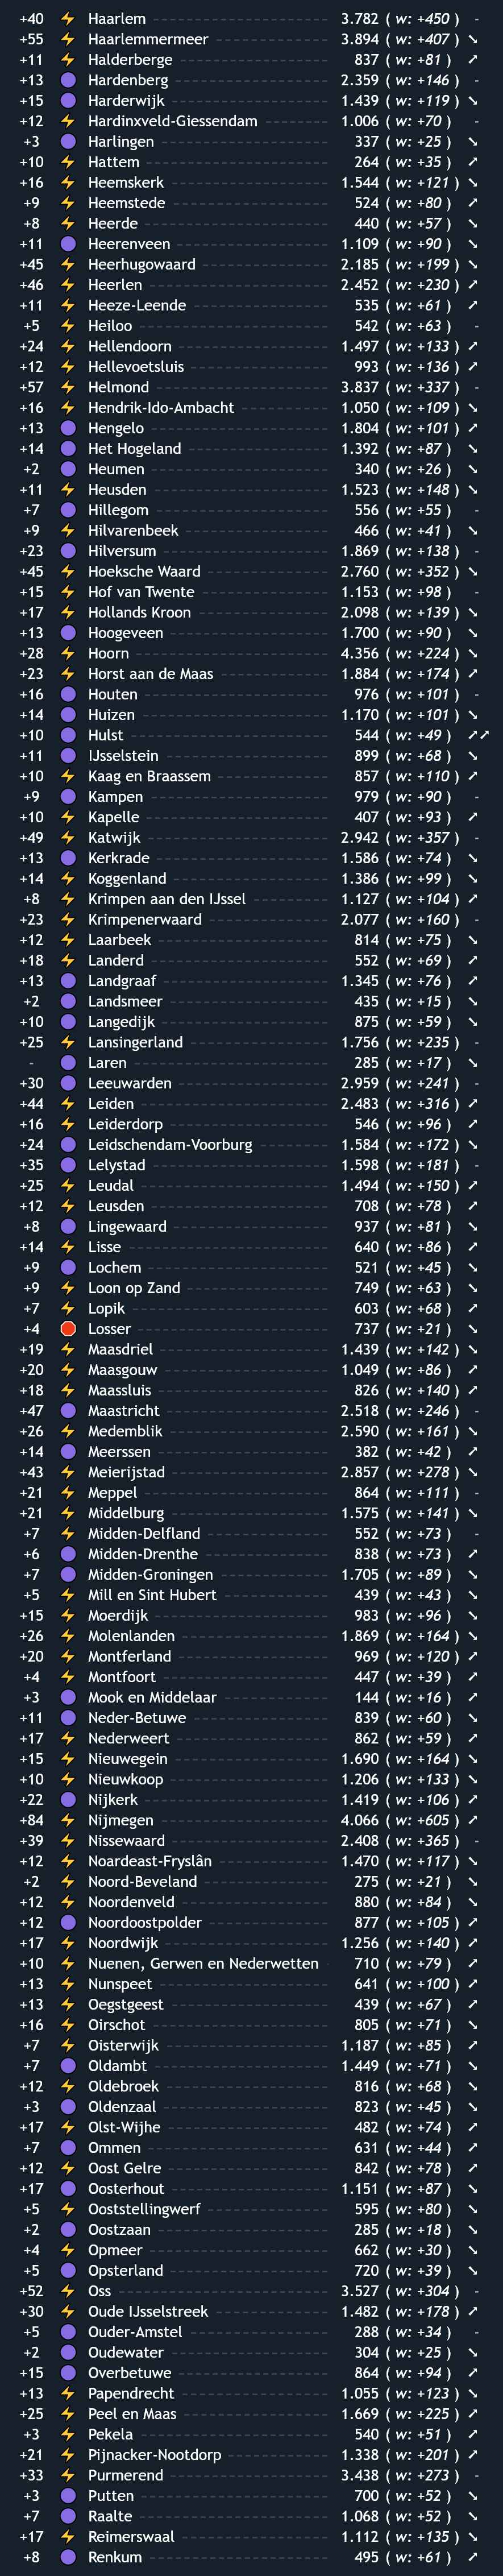 +40 Haarlem 3.782 ( w: +450 ) -
+55 Haarlemmermeer 3.894 ( w: +407 ) ➘
+11 Halderberge 837 ( w: +81 ) ➚
+13 Hardenberg 2.359 ( w: +146 ) -
+15 Harderwijk 1.439 ( w: +119 ) ➘
+12 Hardinxveld-Giessendam 1.006 ( w: +70 ) -
+3 Harlingen 337 ( w: +25 ) ➘
+10 Hattem 264 ( w: +35 ) ➚
+16 Heemskerk 1.544 ( w: +121 ) ➘
+9 Heemstede 524 ( w: +80 ) ➚
+8 Heerde 440 ( w: +57 ) ➘
+11 Heerenveen 1.109 ( w: +90 ) ➘
+45 Heerhugowaard 2.185 ( w: +199 ) ➘
+46 Heerlen 2.452 ( w: +230 ) ➚
+11 Heeze-Leende 535 ( w: +61 ) ➚
+5 Heiloo 542 ( w: +63 ) -
+24 Hellendoorn 1.497 ( w: +133 ) ➚
+12 Hellevoetsluis 993 ( w: +136 ) ➚
+57 Helmond 3.837 ( w: +337 ) -
+16 Hendrik-Ido-Ambacht 1.050 ( w: +109 ) ➘
+13 Hengelo 1.804 ( w: +101 ) ➚
+14 Het Hogeland 1.392 ( w: +87 ) ➘
+2 Heumen 340 ( w: +26 ) ➘
+11 Heusden 1.523 ( w: +148 ) ➘
+7 Hillegom 556 ( w: +55 ) -
+9 Hilvarenbeek 466 ( w: +41 ) ➘
+23 Hilversum 1.869 ( w: +138 ) -
+45 Hoeksche Waard 2.760 ( w: +352 ) ➘
+15 Hof van Twente 1.153 ( w: +98 ) -
+17 Hollands Kroon 2.098 ( w: +139 ) ➘
+13 Hoogeveen 1.700 ( w: +90 ) ➘
+28 Hoorn 4.356 ( w: +224 ) ➘
+23 Horst aan de Maas 1.884 ( w: +174 ) ➚
+16 Houten 976 ( w: +101 ) -
+14 Huizen 1.170 ( w: +101 ) ➘
+10 Hulst 544 ( w: +49 ) ➚➚
+11 IJsselstein 899 ( w: +68 ) ➘
+10 Kaag en Braassem 857 ( w: +110 ) ➚
+9 Kampen 979 ( w: +90 ) -
+10 Kapelle 407 ( w: +93 ) ➚
+49 Katwijk 2.942 ( w: +357 ) -
+13 Kerkrade 1.586 ( w: +74 ) ➘
+14 Koggenland 1.386 ( w: +99 ) ➘
+8 Krimpen aan den IJssel 1.127 ( w: +104 ) ➚
+23 Krimpenerwaard 2.077 ( w: +160 ) -
+12 Laarbeek 814 ( w: +75 ) ➘
+18 Landerd 552 ( w: +69 ) ➚
+13 Landgraaf 1.345 ( w: +76 ) ➚
+2 Landsmeer 435 ( w: +15 ) ➘
+10 Langedijk 875 ( w: +59 ) ➘
+25 Lansingerland 1.756 ( w: +235 ) -
- Laren 285 ( w: +17 ) ➘
+30 Leeuwarden 2.959 ( w: +241 ) -
+44 Leiden 2.483 ( w: +316 ) ➚
+16 Leiderdorp 546 ( w: +96 ) ➚
+24 Leidschendam-Voorburg 1.584 ( w: +172 ) ➘
+35 Lelystad 1.598 ( w: +181 ) -
+25 Leudal 1.494 ( w: +150 ) ➚
+12 Leusden 708 ( w: +78 ) ➚
+8 Lingewaard 937 ( w: +81 ) ➘
+14 Lisse 640 ( w: +86 ) ➚
+9 Lochem 521 ( w: +45 ) ➘
+9 Loon op Zand 749 ( w: +63 ) ➘
+7 Lopik 603 ( w: +68 ) ➚
+4 Losser 737 ( w: +21 ) ➘
+19 Maasdriel 1.439 ( w: +142 ) ➘
+20 Maasgouw 1.049 ( w: +86 ) ➚
+18 Maassluis 826 ( w: +140 ) ➚
+47 Maastricht 2.518 ( w: +246 ) -
+26 Medemblik 2.590 ( w: +161 ) ➘
+14 Meerssen 382 ( w: +42 ) ➚
+43 Meierijstad 2.857 ( w: +278 ) ➘
+21 Meppel 864 ( w: +111 ) -
+21 Middelburg 1.575 ( w: +141 ) ➘
+7 Midden-Delfland 552 ( w: +73 ) -
+6 Midden-Drenthe 838 ( w: +73 ) ➚
+7 Midden-Groningen 1.705 ( w: +89 ) ➘
+5 Mill en Sint Hubert 439 ( w: +43 ) ➘
+15 Moerdijk 983 ( w: +96 ) ➘
+26 Molenlanden 1.869 ( w: +164 ) ➘
+20 Montferland 969 ( w: +120 ) ➚
+4 Montfoort 447 ( w: +39 ) ➚
+3 Mook en Middelaar 144 ( w: +16 ) ➚
+11 Neder-Betuwe 839 ( w: +60 ) ➘
+17 Nederweert 862 ( w: +59 ) ➚
+15 Nieuwegein 1.690 ( w: +164 ) ➘
+10 Nieuwkoop 1.206 ( w: +133 ) ➘
+22 Nijkerk 1.419 ( w: +106 ) ➚
+84 Nijmegen 4.066 ( w: +605 ) ➚
+39 Nissewaard 2.408 ( w: +365 ) -
+12 Noardeast-Fryslân 1.470 ( w: +117 ) ➘
+2 Noord-Beveland 275 ( w: +21 ) ➘
+12 Noordenveld 880 ( w: +84 ) ➘
+12 Noordoostpolder 877 ( w: +105 ) ➚
+17 Noordwijk 1.256 ( w: +140 ) ➚
+10 Nuenen, Gerwen en Nederwetten 710 ( w: +79 ) ➚
+13 Nunspeet 641 ( w: +100 ) ➚
+13 Oegstgeest 439 ( w: +67 ) ➚
+16 Oirschot 805 ( w: +71 ) ➘
+7 Oisterwijk 1.187 ( w: +85 ) ➚
+7 Oldambt 1.449 ( w: +71 ) ➘
+12 Oldebroek 816 ( w: +68 ) ➘
+3 Oldenzaal 823 ( w: +45 ) ➘
+17 Olst-Wijhe 482 ( w: +74 ) ➚
+7 Ommen 631 ( w: +44 ) ➚
+12 Oost Gelre 842 ( w: +78 ) ➚
+17 Oosterhout 1.151 ( w: +87 ) ➘
+5 Ooststellingwerf 595 ( w: +80 ) ➘
+2 Oostzaan 285 ( w: +18 ) ➘
+4 Opmeer 662 ( w: +30 ) ➘
+5 Opsterland 720 ( w: +39 ) ➘
+52 Oss 3.527 ( w: +304 ) -
+30 Oude IJsselstreek 1.482 ( w: +178 ) ➚
+5 Ouder-Amstel 288 ( w: +34 ) -
+2 Oudewater 304 ( w: +25 ) ➘
+15 Overbetuwe 864 ( w: +94 ) ➚
+13 Papendrecht 1.055 ( w: +123 ) ➘
+25 Peel en Maas 1.669 ( w: +225 ) ➚
+3 Pekela 540 ( w: +51 ) ➚
+21 Pijnacker-Nootdorp 1.338 ( w: +201 ) ➚
+33 Purmerend 3.438 ( w: +273 ) -
+3 Putten 700 ( w: +52 ) ➘
+7 Raalte 1.068 ( w: +52 ) ➘
+17 Reimerswaal 1.112 ( w: +135 ) ➘
+8 Renkum 495 ( w: +61 ) ➚